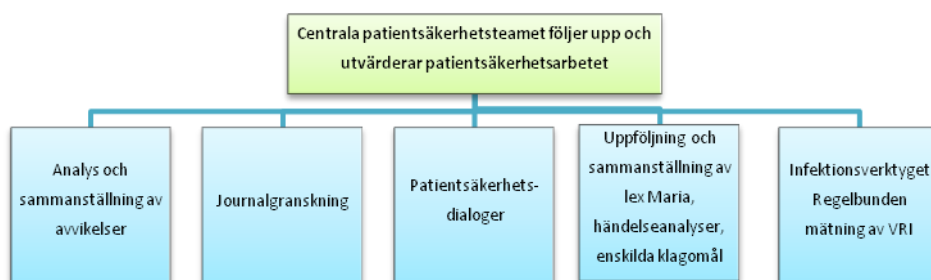 Centrala patientsäkerhetsteamet följer upp och
utvärderar patientsäkerhetsarbetet
Analys och
sammanställning av
avvikelser
Journalgranskning
Patientsäkerhets-
dialoger
Uppföljning och
sammanställning av
lex Maria,
händelseanalyser,
enskilda klagomål
Infektionsverktyget
Regelbunden
mätning av VRI